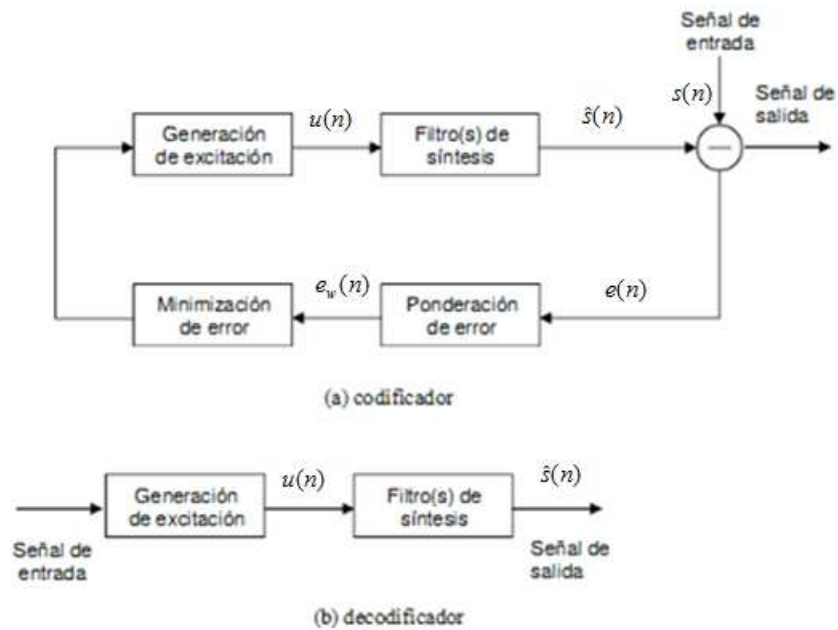 Señal de
entrada
s(n)
Señal de
salida
Generación
de excitación
u(n)
Filtro(s) de
síntesis
ŝ(n)
—
Minimización
de error
e_w(n)
Ponderación
de error
e(n)
(a) codificador
Generación
de excitación
u(n)
Filtro(s) de
síntesis
ŝ(n)
Señal de
entrada
Señal de
salida
(b) decodificador